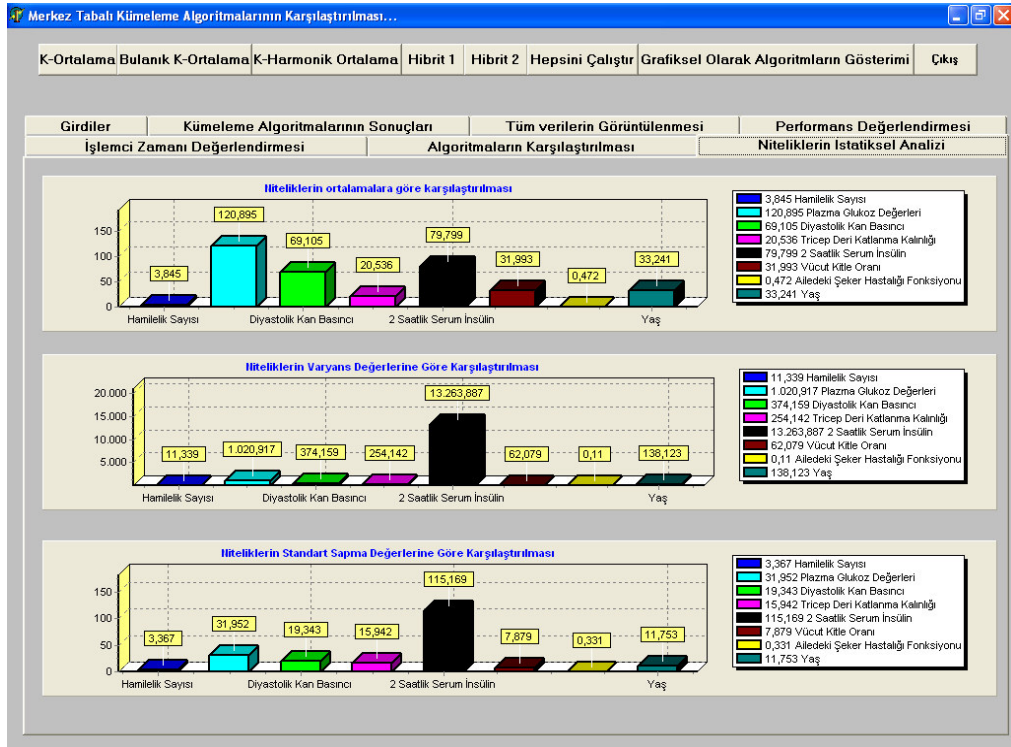 Merkez Tabalı Kümeleme Algoritmalarının Karşılaştırılması...
K-Ortalama Bulanık K-Ortalama K-Harmonik Ortalama Hibrit 1 Hibrit 2 Hepsini Çalıştır Grafiksel Olarak Algoritmların Gösterimi Çıkış
Girdiler Kümeleme Algoritmalarının Sonuçları Tüm verilerin Görüntülenmesi Performans Değerlendirmesi
İşlemci Zamanı Değerlendirmesi Algoritmaların Karşılaştırılması Niteliklerin İstatiksel Analizi
Niteliklerin ortalamalara göre karşılaştırılması
150
100
50
0
3,845
120,895
69,105
20,536
79,799
31,993
0,472
33,241
Hamilelik Sayısı Diyastolik Kan Basıncı 2 Saatlik Serum İnsülin Yaş
3,845 Hamilelik Sayısı
120,895 Plazma Glukoz Değerleri
69,105 Diyastolik Kan Basıncı
20,536 Tricep Deri Katlanma Kalınlığı
79,799 2 Saatlik Serum İnsülin
31,993 Vücut Kitle Oranı
0,472 Ailedeki Şeker Hastalığı Fonksiyonu
33,241 Yaş
Niteliklerin Varyans Değerlerine Göre Karşılaştırılması
20.000
15.000
10.000
5.000
11,339
1.020,917
374,159
254,142
13.263,887
62,079
0,11
138,123
Hamilelik Sayısı Diyastolik Kan Basıncı 2 Saatlik Serum İnsülin Yaş
11,339 Hamilelik Sayısı
1.020,917 Plazma Glukoz Değerleri
374,159 Diyastolik Kan Basıncı
254,142 Tricep Deri Katlanma Kalınlığı
13.263,887 2 Saatlik Serum İnsülin
62,079 Vücut Kitle Oranı
0,11 Ailedeki Şeker Hastalığı Fonksiyonu
138,123 Yaş
Niteliklerin Standart Sapma Değerlerine Göre Karşılaştırılması
150
100
50
0
3,367
31,952
19,343
15,942
115,169
7,879
0,331
11,753
Hamilelik Sayısı Diyastolik Kan Basıncı 2 Saatlik Serum İnsülin Yaş
3,367 Hamilelik Sayısı
31,952 Plazma Glukoz Değerleri
19,343 Diyastolik Kan Basıncı
15,942 Tricep Deri Katlanma Kalınlığı
115,169 2 Saatlik Serum İnsülin
7,879 Vücut Kitle Oranı
0,331 Ailedeki Şeker Hastalığı Fonksiyonu
11,753 Yaş